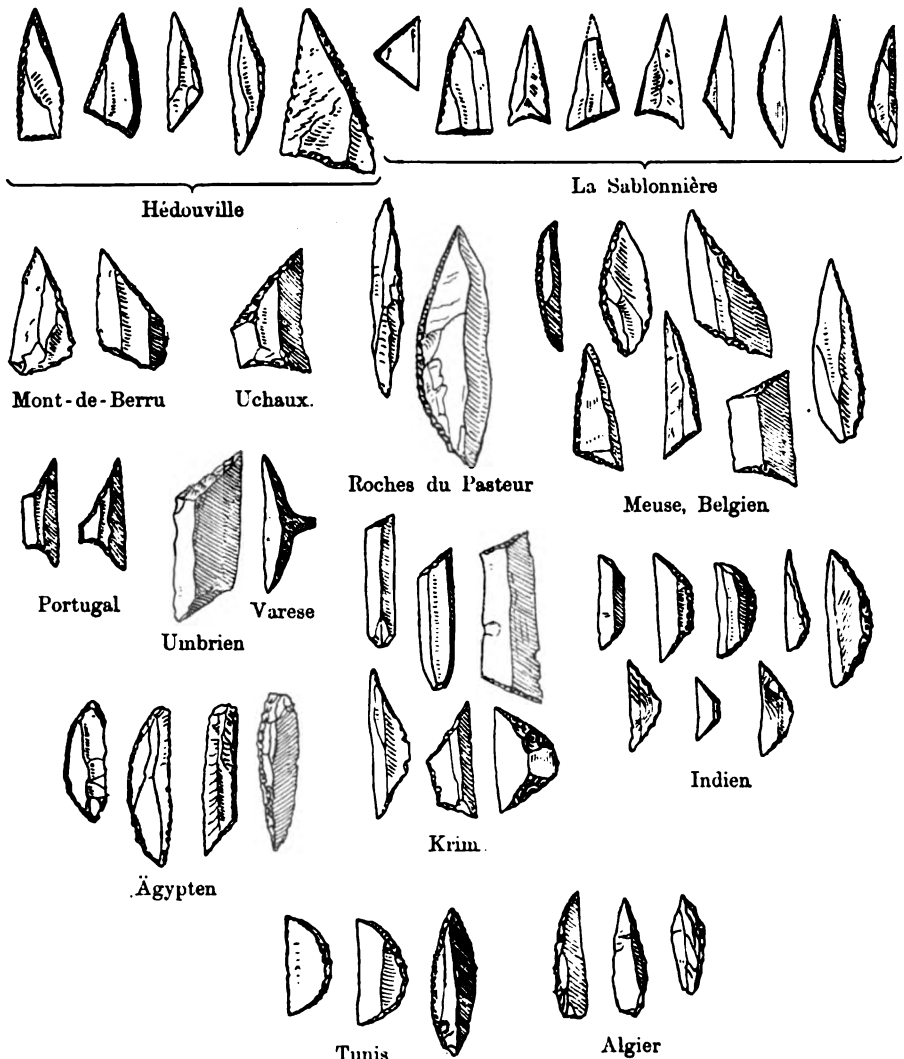 Hédouville
La Sablonnière
Mont-de-Berru
Uchaux.
Roches du Pasteur
Meuse, Belgien
Portugal
Umbrien
Varese
Krim.
Indien
Ägypten
Tunis
Algier